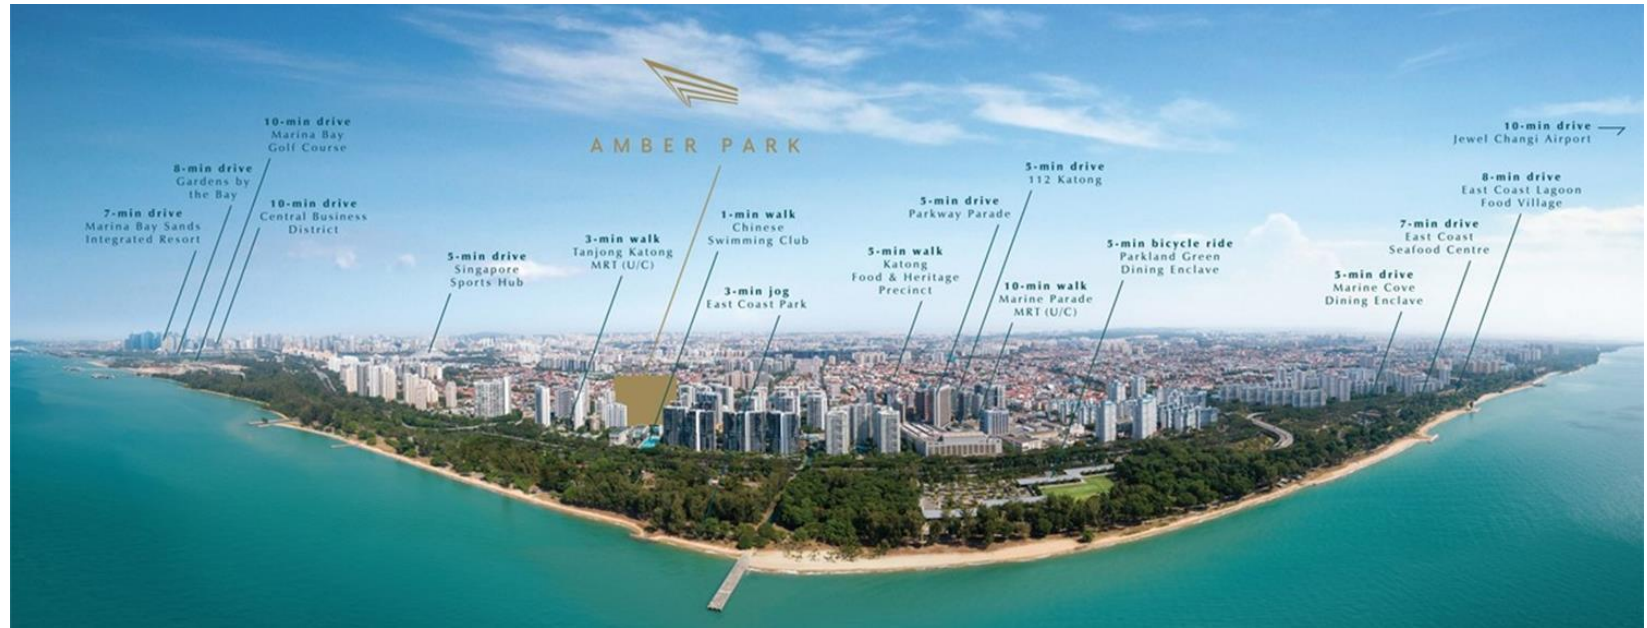 AMBER PARK
10-min drive
Marina Bay
Golf Course
8-min drive
Gardens by
the Bay
7-min drive
Marina Bay Sands
Integrated Resort
10-min drive
Central Business
District
5-min drive
Singapore
Sports Hub
3-min walk
Tanjong Katong
MRT (U/C)
1-min walk
Chinese
Swimming Club
3-min jog
East Coast Park
5-min walk
Katong
Food & Heritage
Precinct
5-min drive
Parkway Parade
5-min drive
112 Katong
10-min walk
Marine Parade
MRT (U/C)
5-min bicycle ride
Parkland Green
Dining Enclave
5-min drive
Marine Cove
Dining Enclave
7-min drive
East Coast
Seafood Centre
8-min drive
East Coast Lagoon
Food Village
10-min drive
Jewel Changi Airport